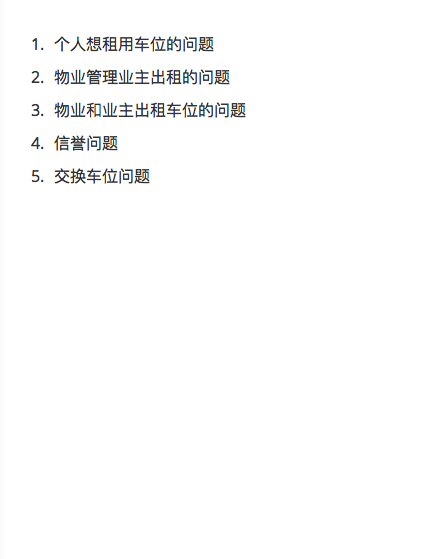 1. 个人想租用车位的问题
2. 物业管理业主出租的问题
3. 物业和业主出租车位的问题
4. 信誉问题
5. 交换车位问题